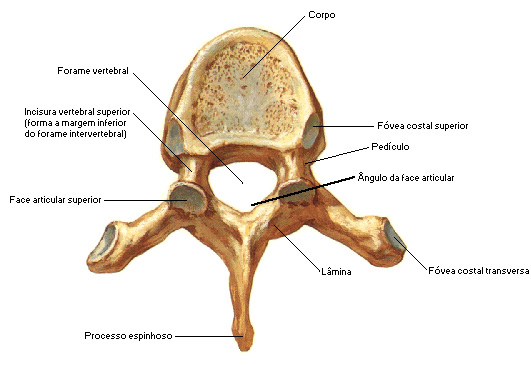 Corpo
Forame vertebral
Incisura vertebral superior
(forma a margem inferior
do forame intervertebral)
Fóvea costal superior
Pedículo
Ângulo da face articular
Face articular superior
Lâmina
Fóvea costal transversa
Processo espinhoso